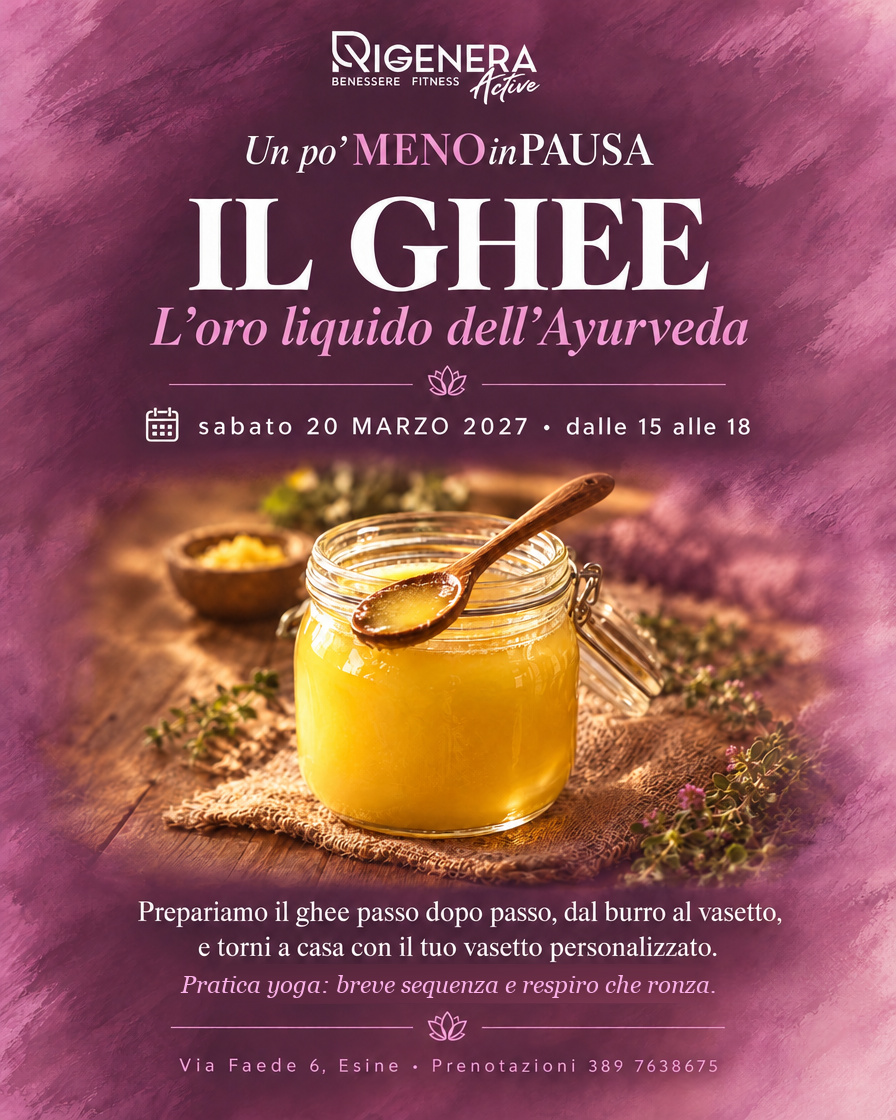 RIGENERA
BENESSERE FITNESS Active
Un po' MENO in PAUSA
IL GHEE
L'oro liquido dell'Ayurveda
sabato 20 MARZO 2027 • dalle 15 alle 18
Prepariamo il ghee passo dopo passo, dal burro al vasetto,
e torni a casa con il tuo vasetto personalizzato.
Pratica yoga: breve sequenza e respiro che ronza.
Via Faede 6, Esine • Prenotazioni 389 7638675